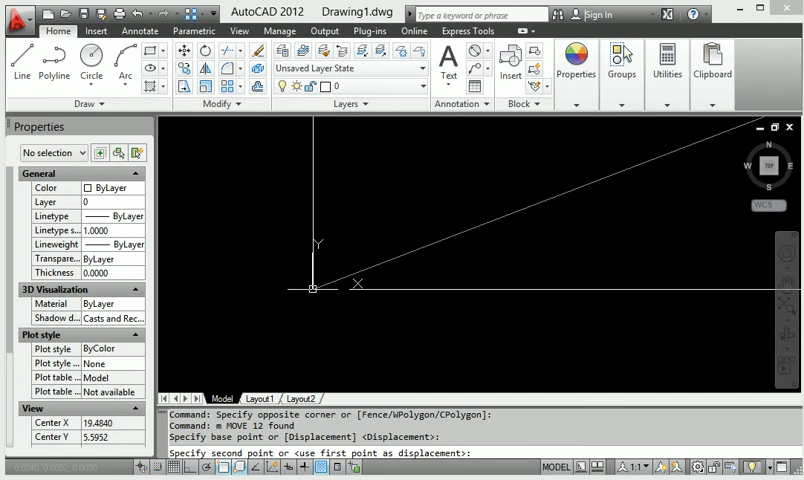 AutoCAD 2012 Drawing1.dwg
Type a keyword or phrase
Sign In
Home Insert Annotate Parametric View Manage Output Plug-ins Online Express Tools
Line Polyline Circle Arc
Unsaved Layer State
0
Text
Insert
Properties Groups Utilities Clipboard
Draw Modify Layers Annotation Block
Properties
No selection
General
Color ByLayer
Layer 0
Linetype ByLayer
Linetype s... 1.0000
Lineweight ByLayer
Transpare... ByLayer
Thickness 0.0000
3D Visualization
Material ByLayer
Shadow d... Casts and Rec...
Plot style
Plot style ByColor
Plot style ... None
Plot table ... Model
Plot table ... Not available
View
Center X 19.4840
Center Y 5.5952
Y
X
N
W TOP E
S
WCS
Model Layout1 Layout2
Command: Specify opposite corner or [Fence/WPolygon/CPolygon]:
Command: m MOVE 12 found
Specify base point or [Displacement] <Displacement>:
Specify second point or <use first point as displacement>:
MODEL
1:1